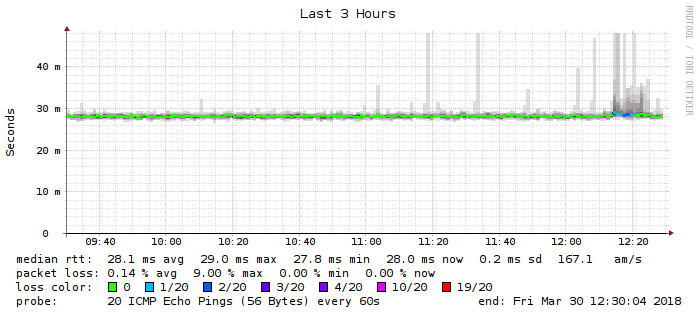 Last 3 Hours
RRDTOOL / TOBI OETIKER
Seconds
40 m
30 m
20 m
10 m
0
09:40 10:00 10:20 10:40 11:00 11:20 11:40 12:00 12:20
median rtt: 28.1 ms avg 29.0 ms max 27.8 ms min 28.0 ms now 0.2 ms sd 167.1 am/s
packet loss: 0.14 % avg 9.00 % max 0.00 % min 0.00 % now
loss color: 0 1/20 2/20 3/20 4/20 10/20 19/20
probe: 20 ICMP Echo Pings (56 Bytes) every 60s end: Fri Mar 30 12:30:04 2018